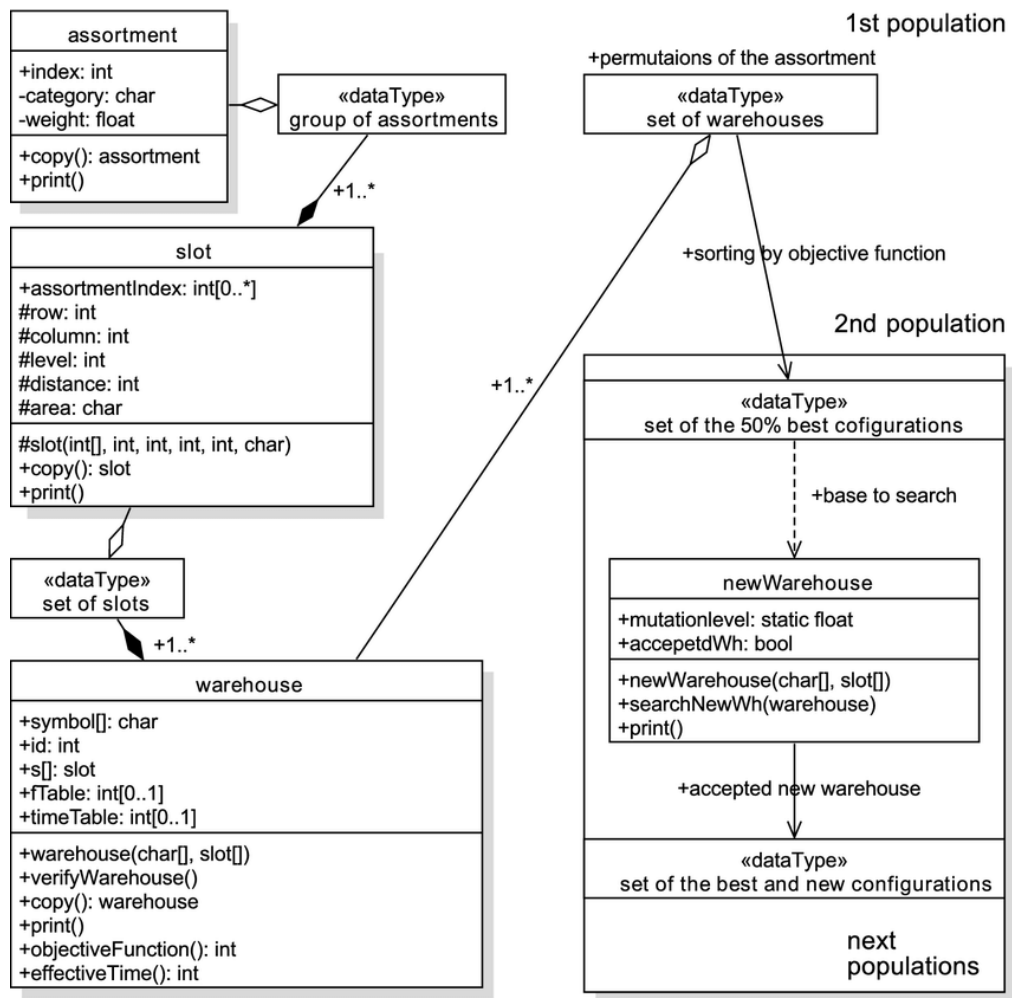 assortment
+index: int
-category: char
-weight: float
+copy(): assortment
+print()
«dataType»
group of assortments
+1..*
slot
+assortmentIndex: int[0..*]
#row: int
#column: int
#level: int
#distance: int
#area: char
#slot(int[], int, int, int, int, char)
+copy(): slot
+print()
«dataType»
set of slots
+1..*
warehouse
+symbol[]: char
+id: int
+s[]: slot
+fTable: int[0..1]
+timeTable: int[0..1]
+warehouse(char[], slot[])
+verifyWarehouse()
+copy(): warehouse
+print()
+objectiveFunction(): int
+effectiveTime(): int
+1..*
1st population
+permutaions of the assortment
«dataType»
set of warehouses
+sorting by objective function
2nd population
«dataType»
set of the 50% best cofigurations
+base to search
newWarehouse
+mutationlevel: static float
+accepetdWh: bool
+newWarehouse(char[], slot[])
+searchNewWh(warehouse)
+print()
+accepted new warehouse
«dataType»
set of the best and new configurations
next
populations